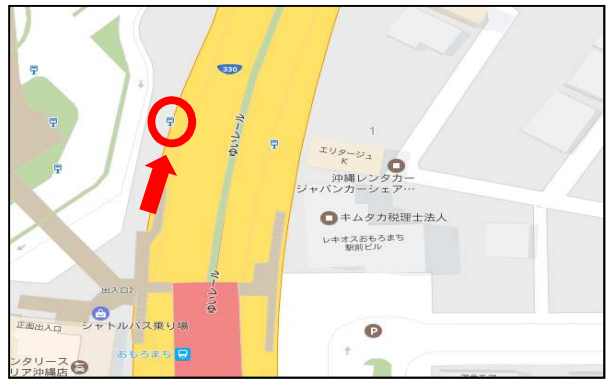 330
ゆいレール
1
エリタージュ
K
沖縄レンタカー
ジャパンカーシェア…
キムタカ税理士法人
レキオスおもろまち
駅前ビル
出入口2
ゆいレール
シャトルバス乗り場
正面出入口
おもろまち
P
ンタリース
リア沖縄店